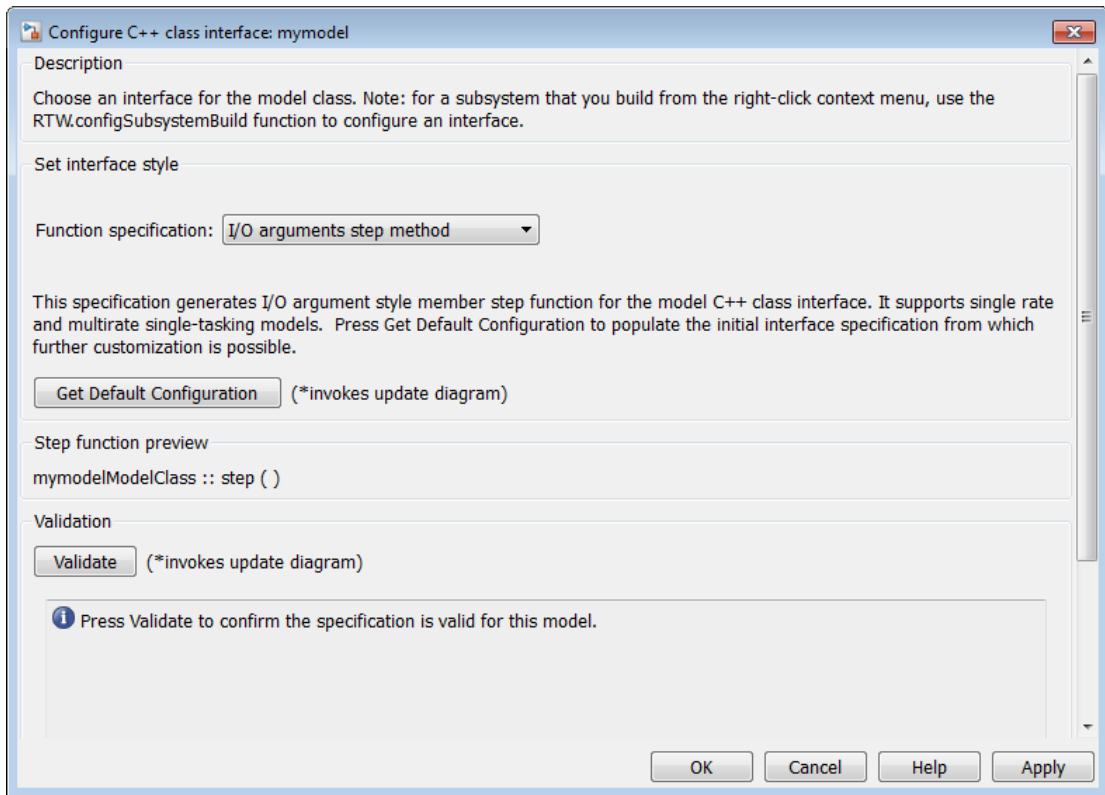 Configure C++ class interface: mymodel
Description
Choose an interface for the model class. Note: for a subsystem that you build from the right-click context menu, use the
RTW.configSubsystemBuild function to configure an interface.
Set interface style
Function specification: I/O arguments step method
This specification generates I/O argument style member step function for the model C++ class interface. It supports single rate
and multirate single-tasking models. Press Get Default Configuration to populate the initial interface specification from which
further customization is possible.
Get Default Configuration (*invokes update diagram)
Step function preview
mymodelModelClass :: step ( )
Validation
Validate (*invokes update diagram)
Press Validate to confirm the specification is valid for this model.
OK Cancel Help Apply